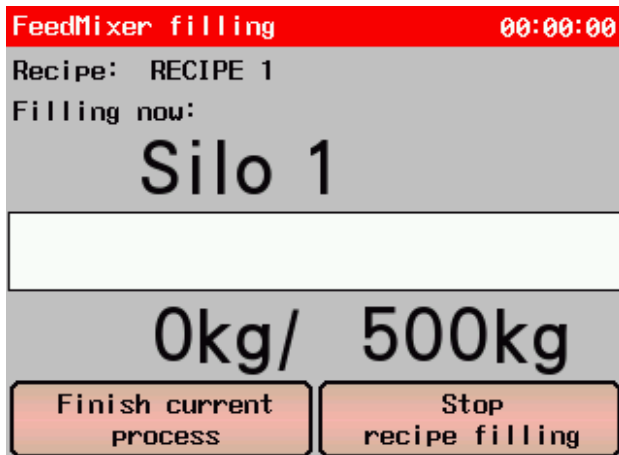 FeedMixer filling 00:00:00
Recipe: RECIPE 1
Filling now:
Silo 1
0kg/ 500kg
Finish current
process
Stop
recipe filling